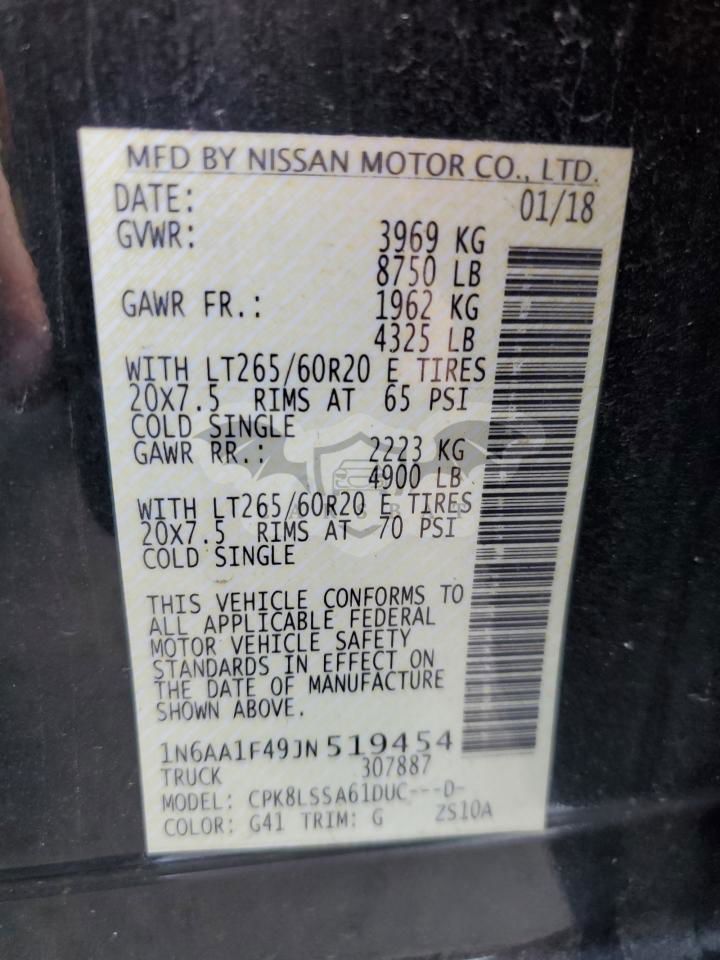 MFD BY NISSAN MOTOR CO., LTD.
DATE: 01/18
GVWR: 3969 KG
8750 LB
GAWR FR.: 1962 KG
4325 LB
WITH LT265/60R20 E TIRES
20X7.5 RIMS AT 65 PSI
COLD SINGLE
GAWR RR.: 2223 KG
4900 LB
WITH LT265/60R20 E TIRES
20X7.5 RIMS AT 70 PSI
COLD SINGLE
THIS VEHICLE CONFORMS TO
ALL APPLICABLE FEDERAL
MOTOR VEHICLE SAFETY
STANDARDS IN EFFECT ON
THE DATE OF MANUFACTURE
SHOWN ABOVE.
1N6AA1F49JN519454
TRUCK 307887
MODEL: CPK8LSSA61DUC---D-
COLOR: G41 TRIM: G ZS10A